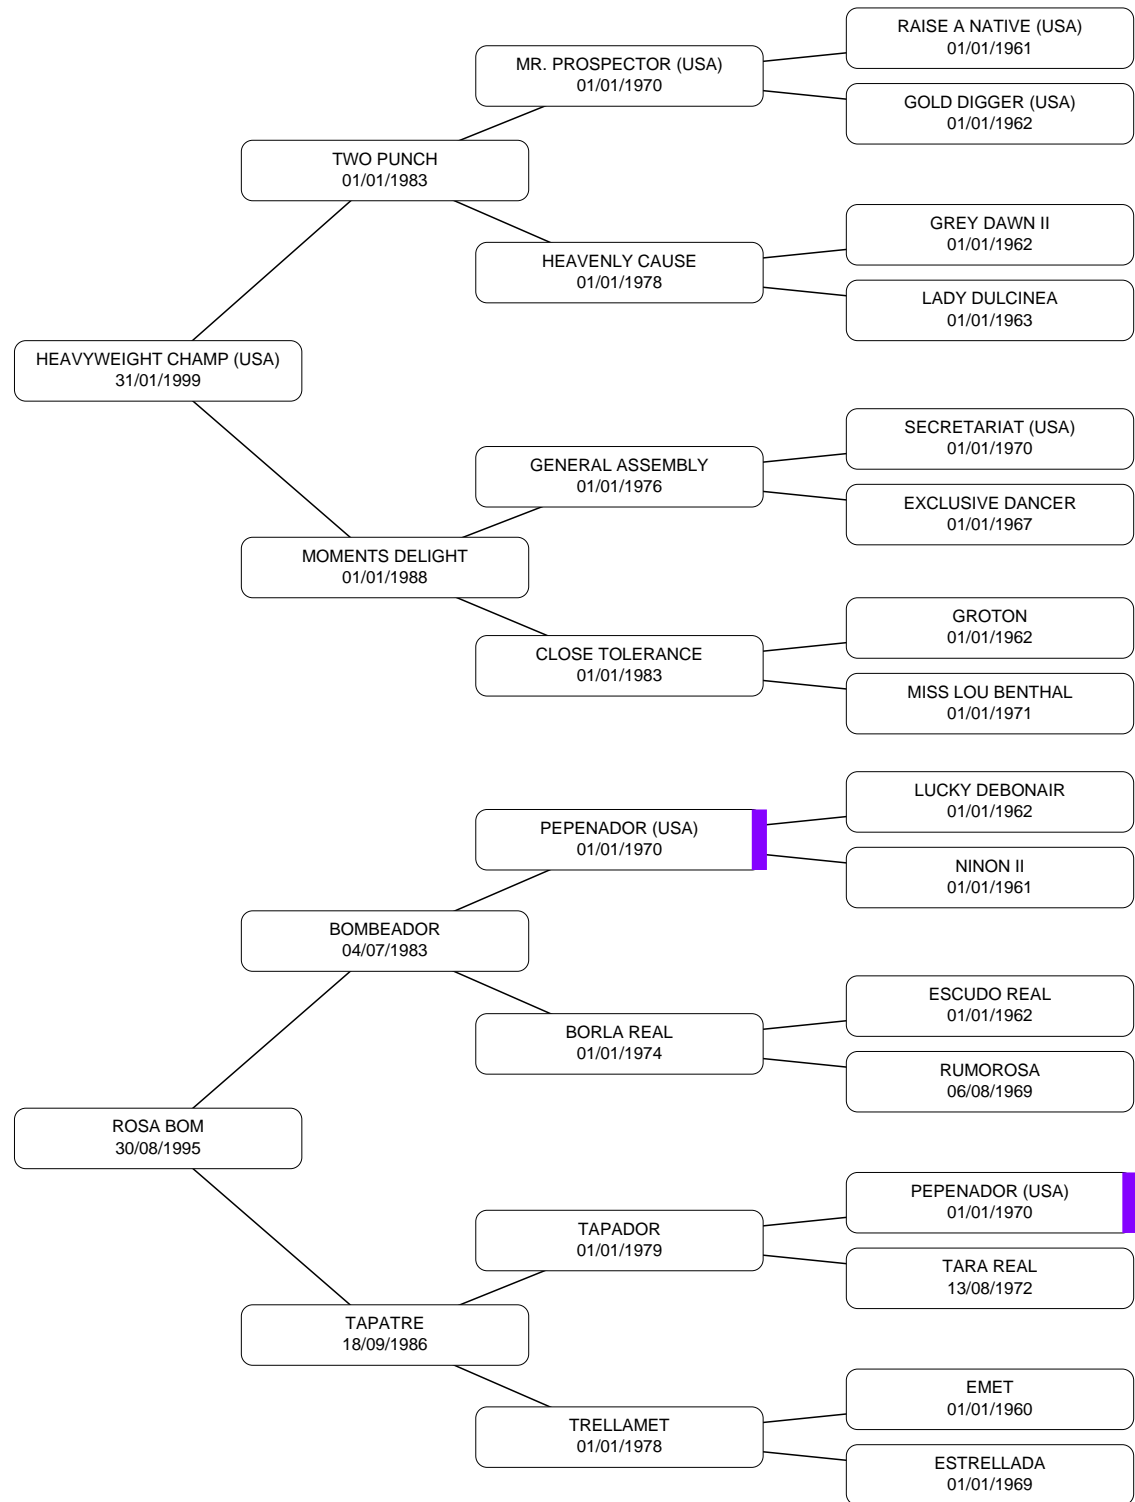 RAISE A NATIVE (USA)
01/01/1961
MR. PROSPECTOR (USA)
01/01/1970
GOLD DIGGER (USA)
01/01/1962
TWO PUNCH
01/01/1983
GREY DAWN II
01/01/1962
HEAVENLY CAUSE
01/01/1978
LADY DULCINEA
01/01/1963
HEAVYWEIGHT CHAMP (USA)
31/01/1999
SECRETARIAT (USA)
01/01/1970
GENERAL ASSEMBLY
01/01/1976
EXCLUSIVE DANCER
01/01/1967
MOMENTS DELIGHT
01/01/1988
GROTON
01/01/1962
CLOSE TOLERANCE
01/01/1983
MISS LOU BENTHAL
01/01/1971
LUCKY DEBONAIR
01/01/1962
PEPENADOR (USA)
01/01/1970
NINON II
01/01/1961
BOMBEADOR
04/07/1983
ESCUDO REAL
01/01/1962
BORLA REAL
01/01/1974
RUMOROSA
06/08/1969
ROSA BOM
30/08/1995
PEPENADOR (USA)
01/01/1970
TAPADOR
01/01/1979
TARA REAL
13/08/1972
TAPATRE
18/09/1986
EMET
01/01/1960
TRELLAMET
01/01/1978
ESTRELLADA
01/01/1969